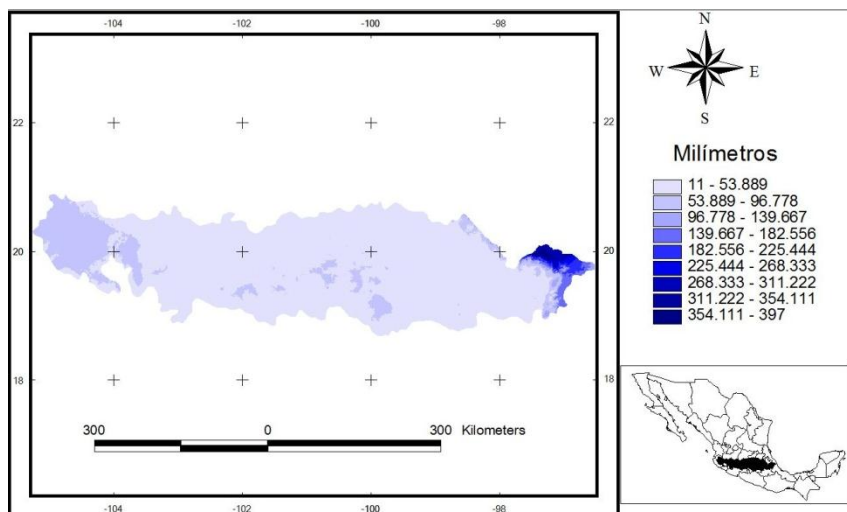 -104 -102 -100 -98
22 22
20 20
18 18
-104 -102 -100 -98
300 0 300 Kilometers
N
W E
S
Milímetros
11 - 53.889
53.889 - 96.778
96.778 - 139.667
139.667 - 182.556
182.556 - 225.444
225.444 - 268.333
268.333 - 311.222
311.222 - 354.111
354.111 - 397